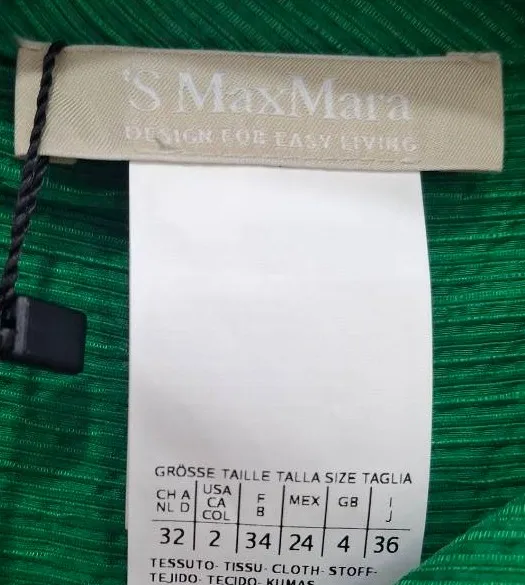 'S MaxMara
DESIGN FOR EASY LIVING
GRÖSSE TAILLE TALLA SIZE TAGLIA
CH A NL D | USA CA COL | F B | MEX | GB | I J
32 | 2 | 34 | 24 | 4 | 36
TESSUTO- TISSU- CLOTH- STOFF-
TEJIDO- TECIDO- KUMAS